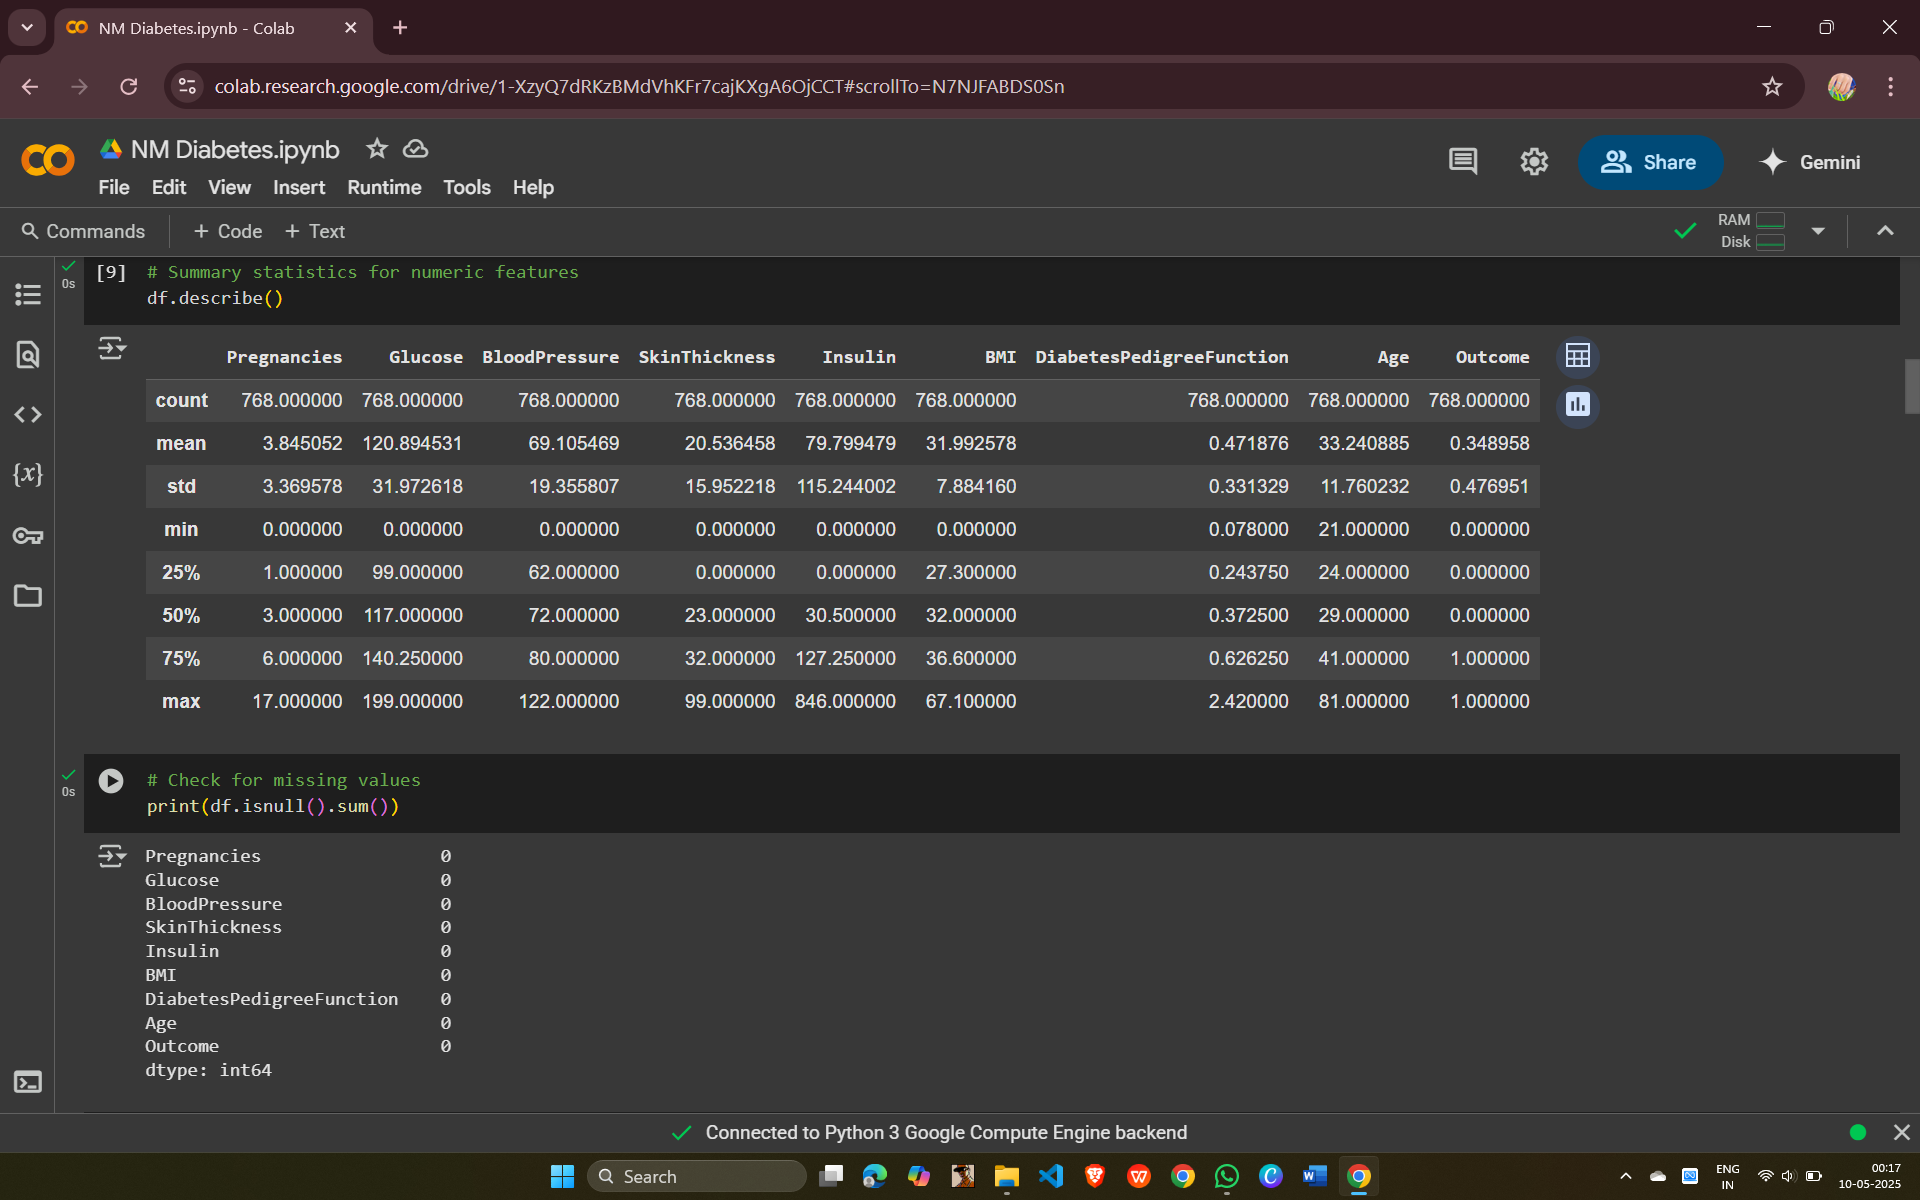 NM Diabetes.ipynb - Colab
colab.research.google.com/drive/1-XzyQ7dRKzBMdVhKFr7cajKXgA6OjCCT#scrollTo=N7NJFABDS0Sn
NM Diabetes.ipynb
File Edit View Insert Runtime Tools Help
Share
Gemini
Commands + Code + Text
RAM
Disk
0s
[9] # Summary statistics for numeric features
df.describe()
Pregnancies Glucose BloodPressure SkinThickness Insulin BMI DiabetesPedigreeFunction Age Outcome
count 768.000000 768.000000 768.000000 768.000000 768.000000 768.000000 768.000000 768.000000 768.000000
mean 3.845052 120.894531 69.105469 20.536458 79.799479 31.992578 0.471876 33.240885 0.348958
std 3.369578 31.972618 19.355807 15.952218 115.244002 7.884160 0.331329 11.760232 0.476951
min 0.000000 0.000000 0.000000 0.000000 0.000000 0.000000 0.078000 21.000000 0.000000
25% 1.000000 99.000000 62.000000 0.000000 0.000000 27.300000 0.243750 24.000000 0.000000
50% 3.000000 117.000000 72.000000 23.000000 30.500000 32.000000 0.372500 29.000000 0.000000
75% 6.000000 140.250000 80.000000 32.000000 127.250000 36.600000 0.626250 41.000000 1.000000
max 17.000000 199.000000 122.000000 99.000000 846.000000 67.100000 2.420000 81.000000 1.000000
0s
# Check for missing values
print(df.isnull().sum())
Pregnancies 0
Glucose 0
BloodPressure 0
SkinThickness 0
Insulin 0
BMI 0
DiabetesPedigreeFunction 0
Age 0
Outcome 0
dtype: int64
Connected to Python 3 Google Compute Engine backend
Search
ENG
IN
00:17
10-05-2025